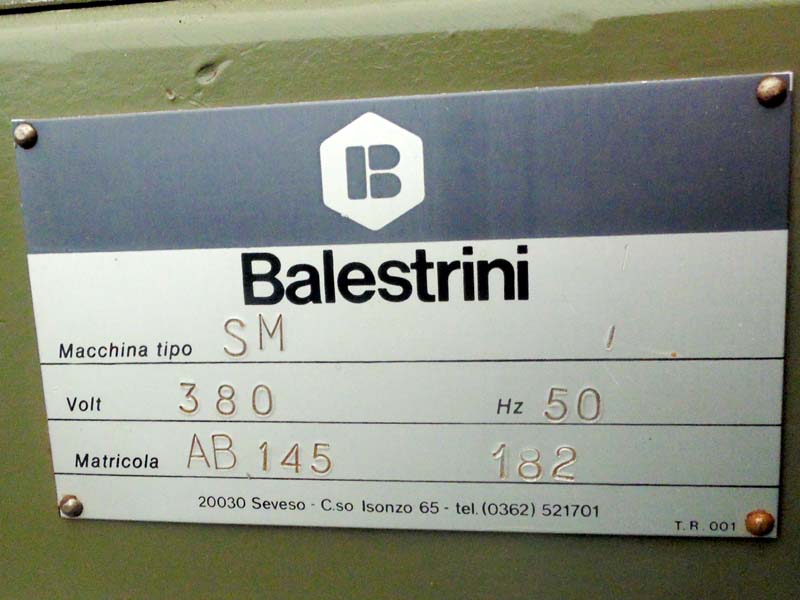 B
Balestrini
Macchina tipo SM
Volt 380 Hz 50
Matricola AB 145 182
20030 Seveso - C.so Isonzo 65 - tel. (0362) 521701
T.R. 001